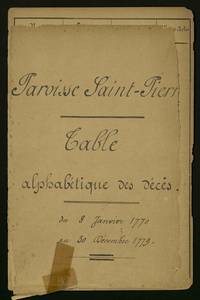 Paroisse Saint-Pierr
Table
alphabétique des décès.
du 8 Janvier 1770
au 30 Décembre 1779.